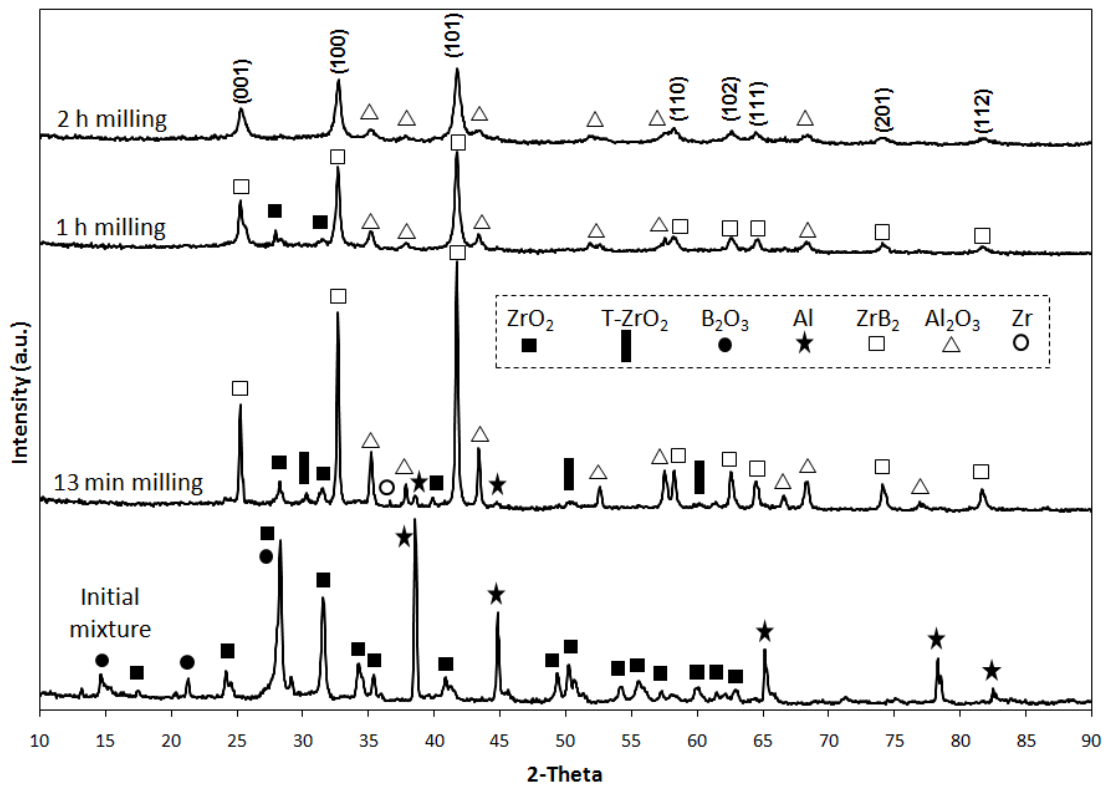 (001)
(100)
(101)
(110)
(102)
(111)
(201)
(112)
2 h milling
1 h milling
ZrO₂ T-ZrO₂ B₂O₃ Al ZrB₂ Al₂O₃ Zr
13 min milling
Initial
mixture
Intensity (a.u.)
10 15 20 25 30 35 40 45 50 55 60 65 70 75 80 85 90
2-Theta